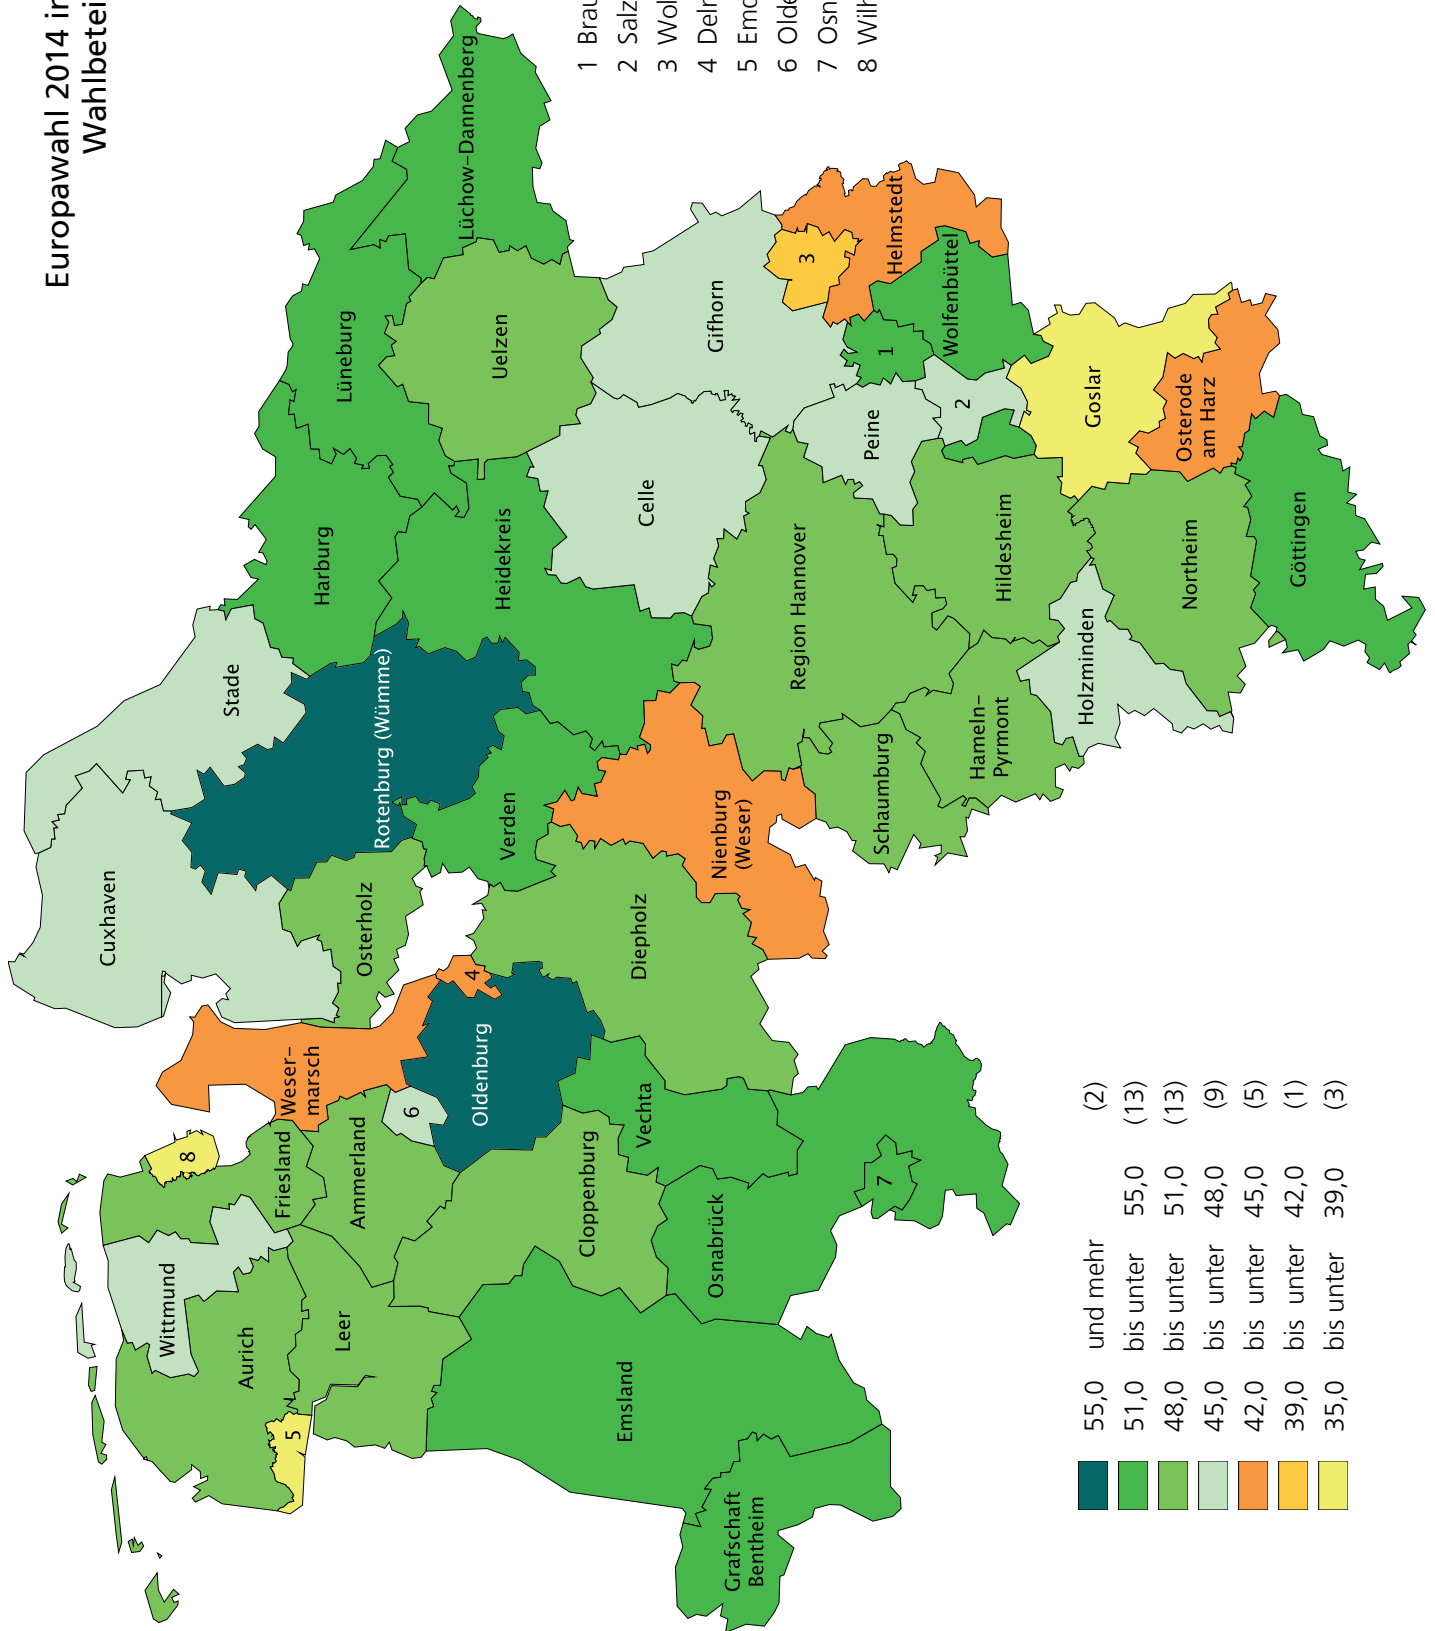 Europawahl 2014 in
Wahlbetei
1 Brau
2 Salz
3 Wol
4 Delr
5 Emd
6 Olde
7 Osn
8 Wilh
Cuxhaven
Stade
Harburg
Lüneburg
Lüchow-Dannenberg
Uelzen
Heidekreis
Rotenburg (Wümme)
Osterholz
Verden
Celle
Gifhorn
3
Helmstedt
Wolfenbüttel
1
2
Peine
Goslar
Osterode
am Harz
Göttingen
Northeim
Hildesheim
Holzminden
Region Hannover
Hameln-
Pyrmont
Schaumburg
Nienburg
(Weser)
Diepholz
4
Oldenburg
Weser-
marsch
6
8
Friesland
Ammerland
Wittmund
Aurich
Leer
5
Cloppenburg
Vechta
Osnabrück
7
Emsland
Grafschaft
Bentheim
55,0 und mehr (2)
51,0 bis unter 55,0 (13)
48,0 bis unter 51,0 (13)
45,0 bis unter 48,0 (9)
42,0 bis unter 45,0 (5)
39,0 bis unter 42,0 (1)
35,0 bis unter 39,0 (3)